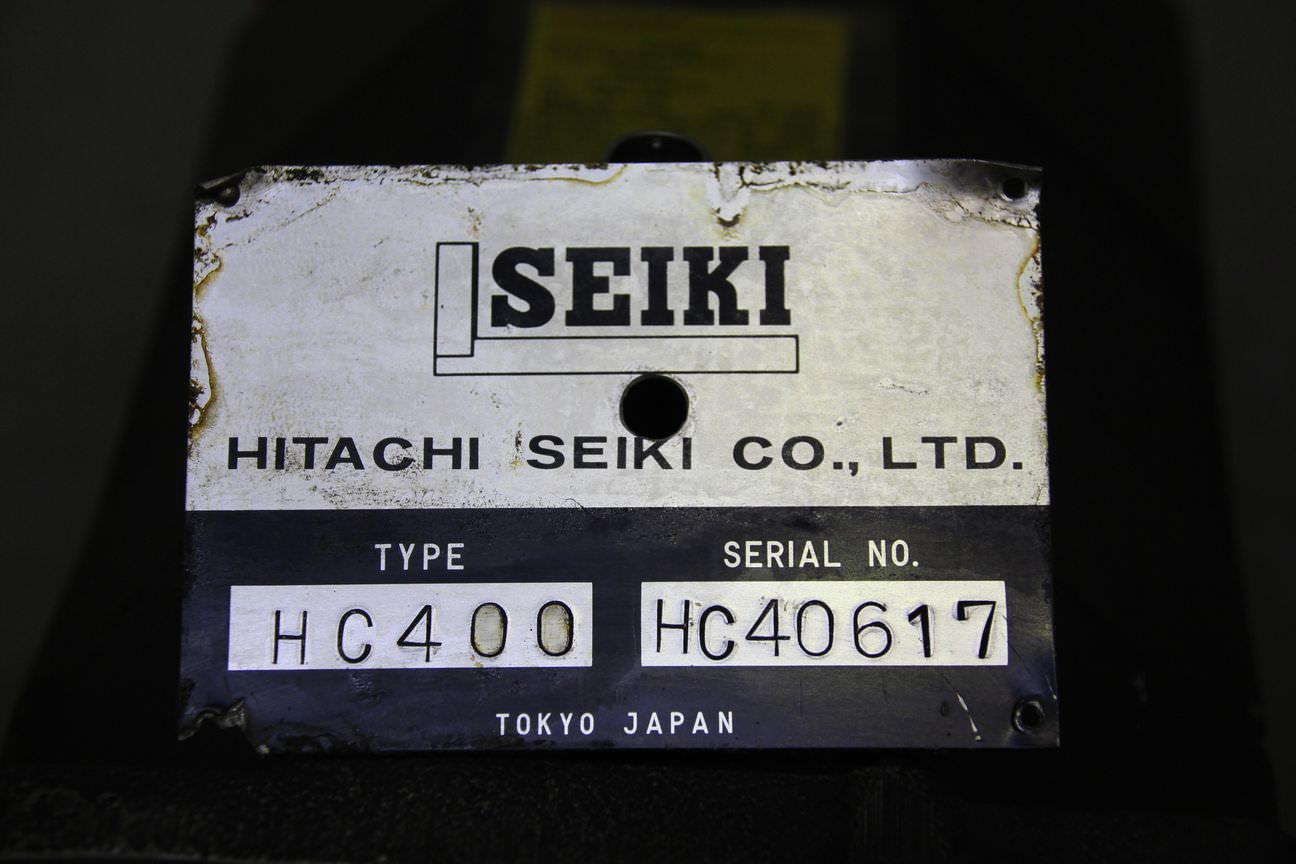 SEIKI
HITACHI SEIKI CO., LTD.
TYPE SERIAL NO.
HC400 HC40617
TOKYO JAPAN